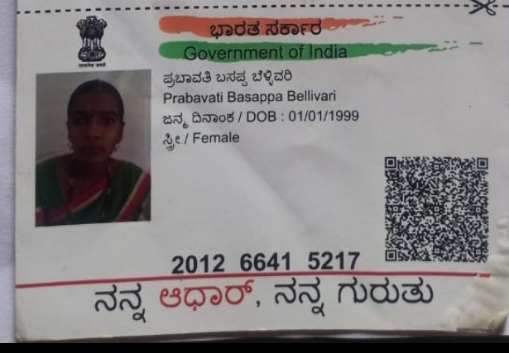 ಭಾರತ ಸರ್ಕಾರ
Government of India
ಪ್ರಬಾವತಿ ಬಸಪ್ಪ ಬೆಳ್ಳಿವರಿ
Prabavati Basappa Bellivari
ಜನ್ಮ ದಿನಾಂಕ / DOB : 01/01/1999
ಸ್ತ್ರೀ / Female
2012 6641 5217
ನನ್ನ ಆಧಾರ್, ನನ್ನ ಗುರುತು